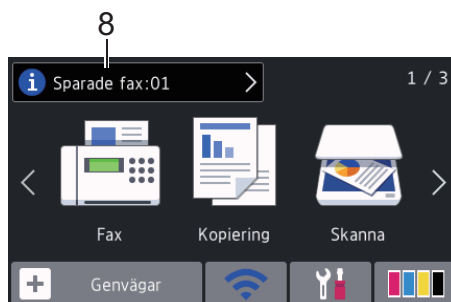 8
i Sparade fax:01
1 / 3
Fax Kopiering Skanna
Genvägar